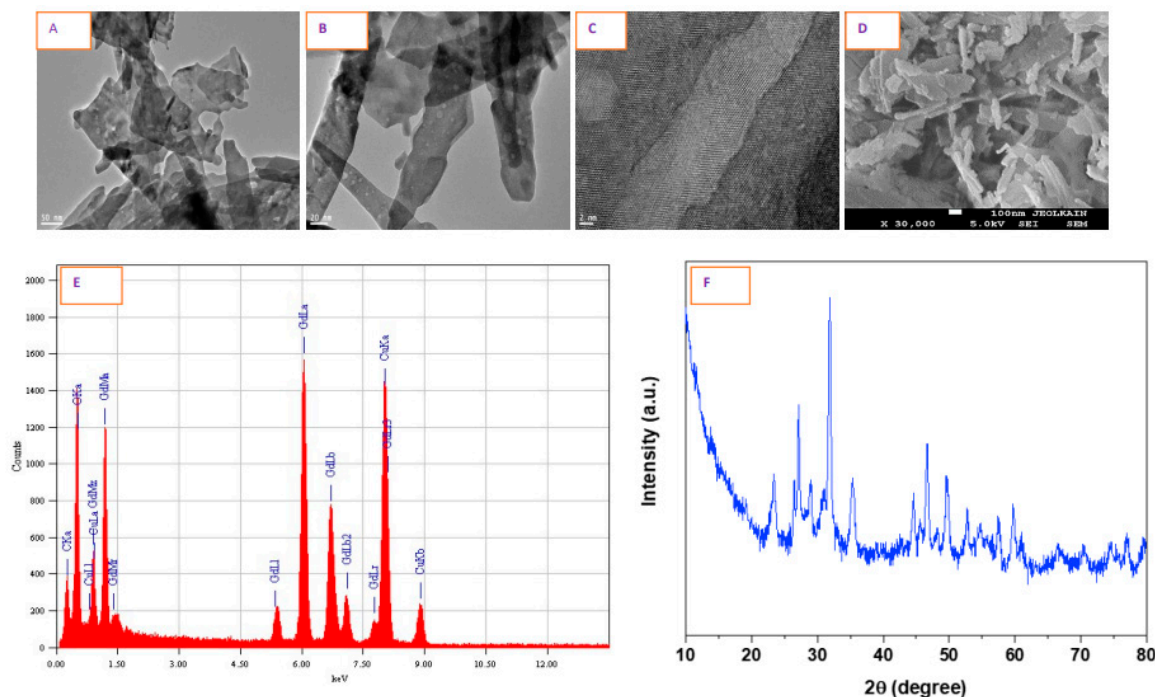 A
B
C
D
50 nm
20 nm
2 nm
100nm JEOLKAIN
X 30,000 5.0kV SEI SEM
E
F
2000
1800
1600
1400
1200
1000
800
600
400
200
0
Counts
CKa
OKa
CuLl
CuLa
GdMz
GdMa
GdMr
GdLl
GdLa
GdLb
GdLb2
GdLr
CuKa
CuKb
0.00 1.50 3.00 4.50 6.00 7.50 9.00 10.50 12.00
keV
Intensity (a.u.)
10 20 30 40 50 60 70 80
2θ (degree)